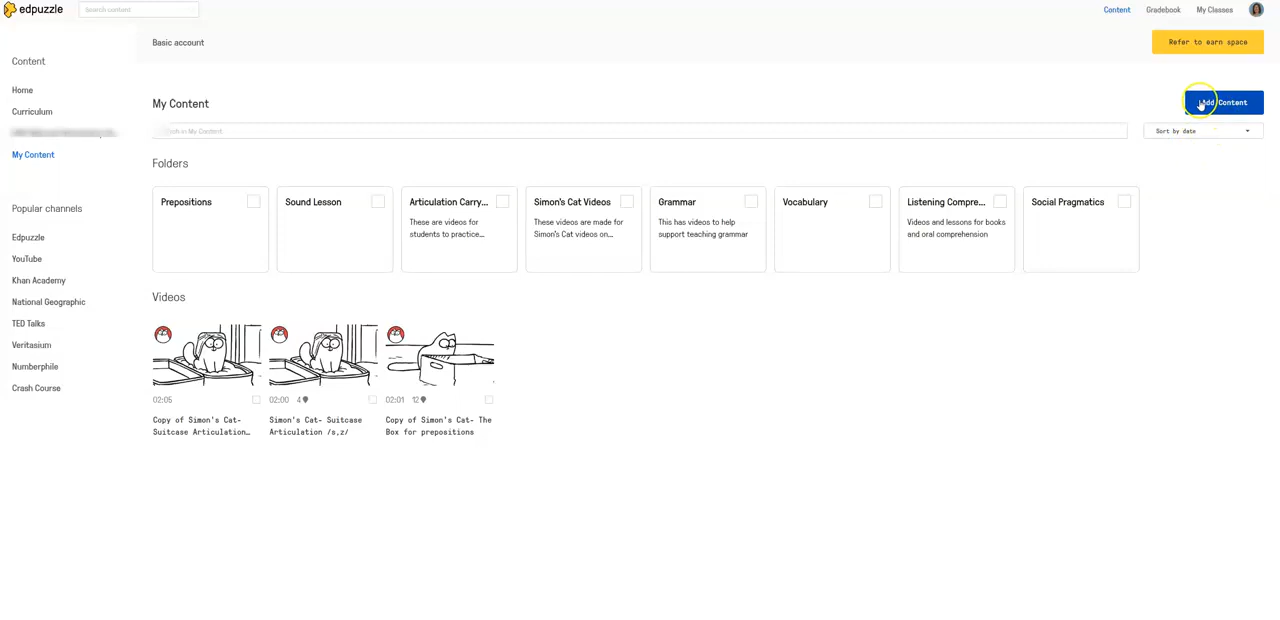 edpuzzle
Search content
Content
Gradebook
My Classes
Basic account
Refer to earn space
Content
Home
Curriculum
My Content
Popular channels
Edpuzzle
YouTube
Khan Academy
National Geographic
TED Talks
Veritasium
Numberphile
Crash Course
My Content
Add Content
in My Content
Sort by date
Folders
Prepositions
Sound Lesson
Articulation Carry...
These are videos for
students to practice...
Simon's Cat Videos
These videos are made for
Simon's Cat videos on...
Grammar
This has videos to help
support teaching grammar
Vocabulary
Listening Compre...
Videos and lessons for books
and oral comprehension
Social Pragmatics
Videos
02:05
Copy of Simon's Cat-
Suitcase Articulation...
02:00 4
Simon's Cat- Suitcase
Articulation /s,z/
02:01 12
Copy of Simon's Cat- The
Box for prepositions